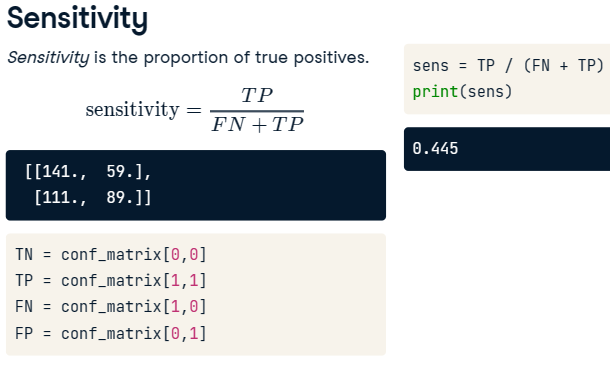 Sensitivity
Sensitivity is the proportion of true positives.
sensitivity = TP / (FN + TP)
[[141.,  59.],
 [111.,  89.]]
TN = conf_matrix[0,0]
TP = conf_matrix[1,1]
FN = conf_matrix[1,0]
FP = conf_matrix[0,1]
sens = TP / (FN + TP)
print(sens)
0.445